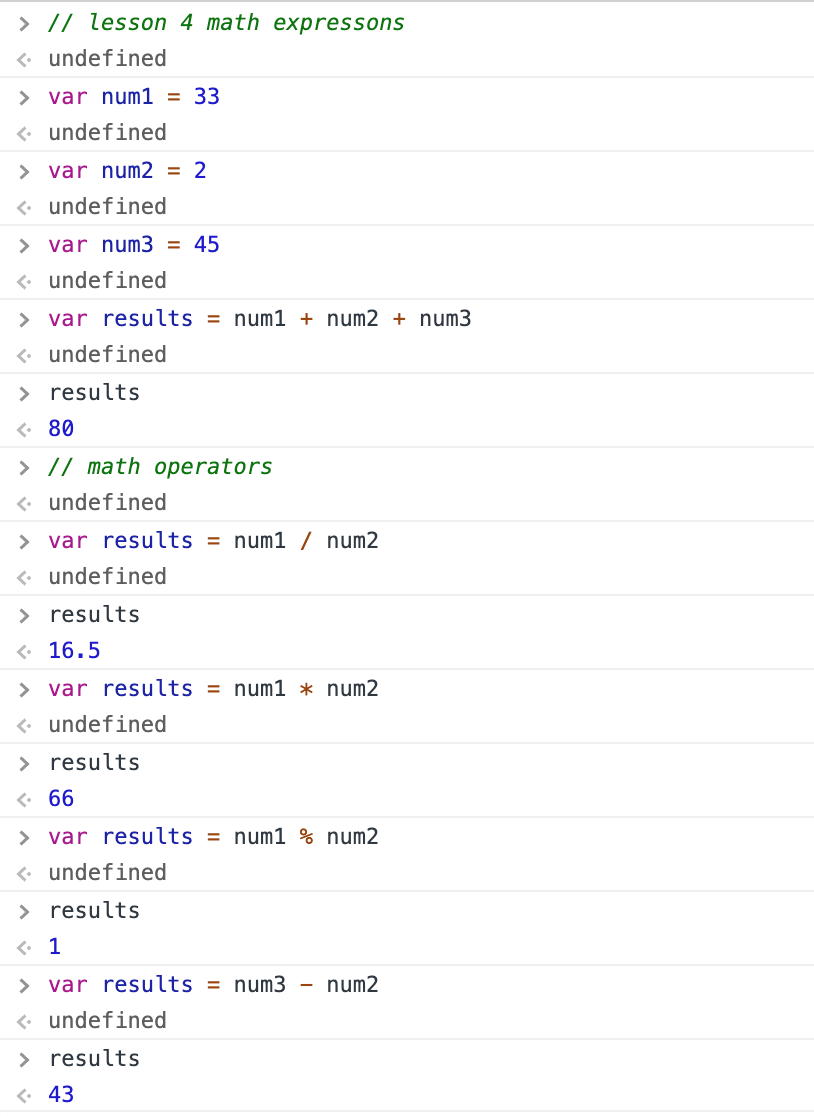 > // lesson 4 math expressons
<· undefined
> var num1 = 33
<· undefined
> var num2 = 2
<· undefined
> var num3 = 45
<· undefined
> var results = num1 + num2 + num3
<· undefined
> results
<· 80
> // math operators
<· undefined
> var results = num1 / num2
<· undefined
> results
<· 16.5
> var results = num1 * num2
<· undefined
> results
<· 66
> var results = num1 % num2
<· undefined
> results
<· 1
> var results = num3 - num2
<· undefined
> results
<· 43